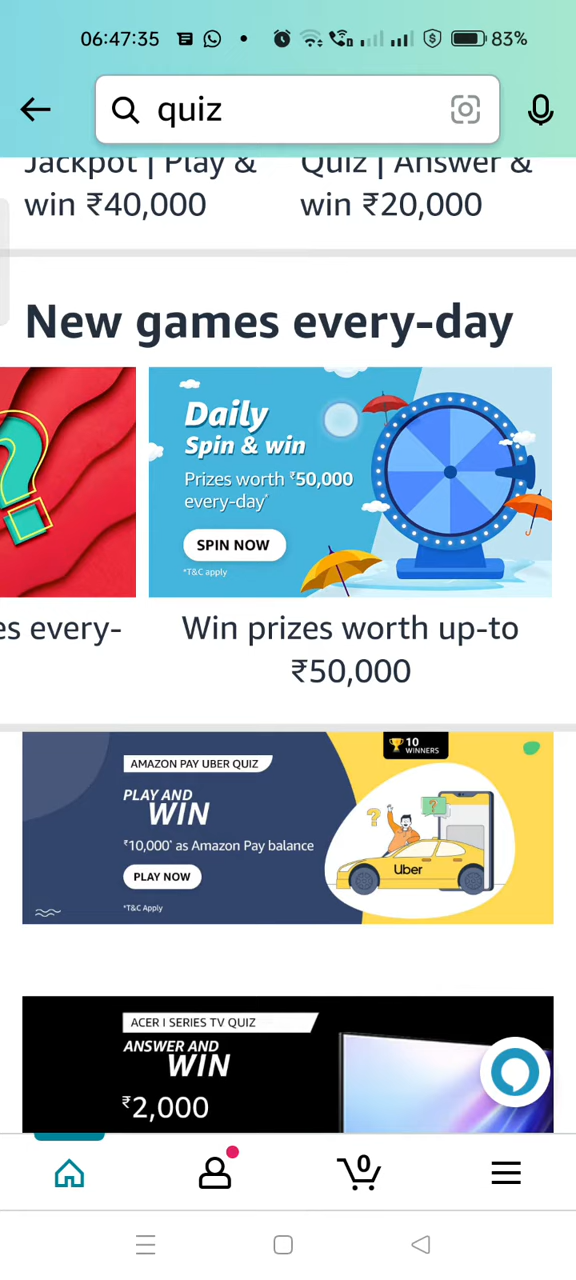 06:47:35
83%
quiz
Jackpot | Play &
win ₹40,000
Quiz | Answer &
win ₹20,000
New games every-day
Daily
Spin & win
Prizes worth ₹50,000
every-day*
SPIN NOW
*T&C apply
es every-
Win prizes worth up-to
₹50,000
10
WINNERS
AMAZON PAY UBER QUIZ
PLAY AND
WIN
₹10,000* as Amazon Pay balance
PLAY NOW
*T&C Apply
Uber
ACER I SERIES TV QUIZ
ANSWER AND
WIN
₹2,000
0